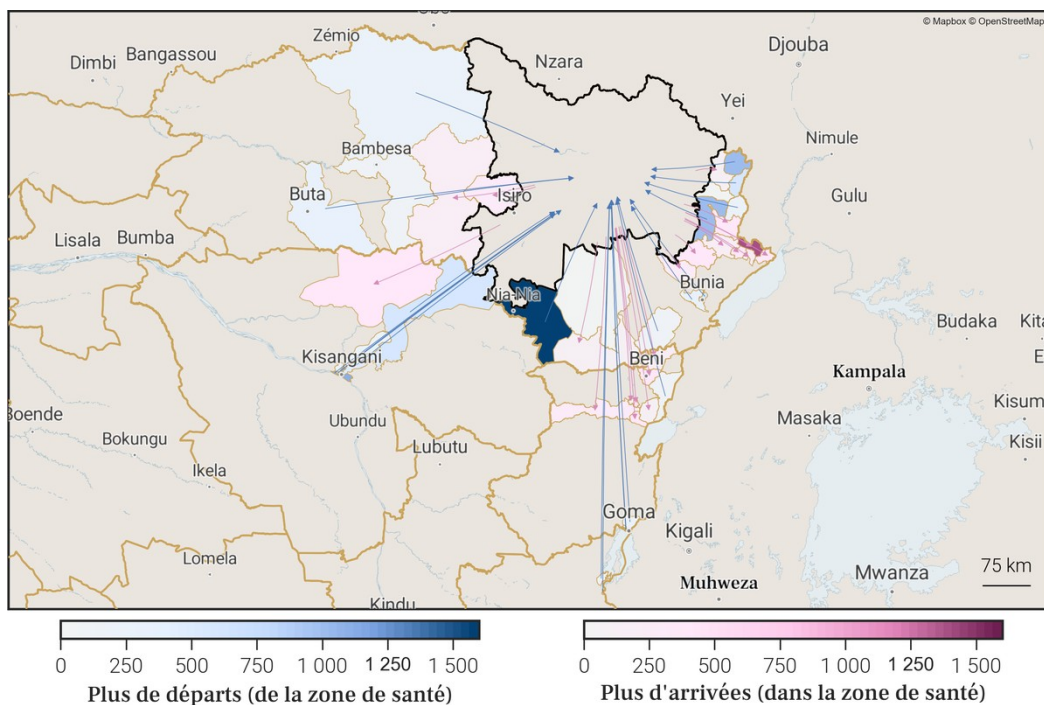 © Mapbox © OpenStreetMap
Zémio
Djouba
Dimbi
Bangassou
Nzara
Yei
Nimule
Bambesa
Buta
Isiro
Gulu
Lisala
Bumba
Bunia
Nia-Nia
Budaka
Kisangani
Beni
Kampala
Boende
Ubundu
Masaka
Kisum
Bokungu
Lubutu
Kisii
Ikela
Goma
Kigali
Lomela
Muhweza
Mwanza
75 km
Kindu
0 250 500 750 1 000 1 250 1 500
0 250 500 750 1 000 1 250 1 500
Plus de départs (de la zone de santé)
Plus d'arrivées (dans la zone de santé)